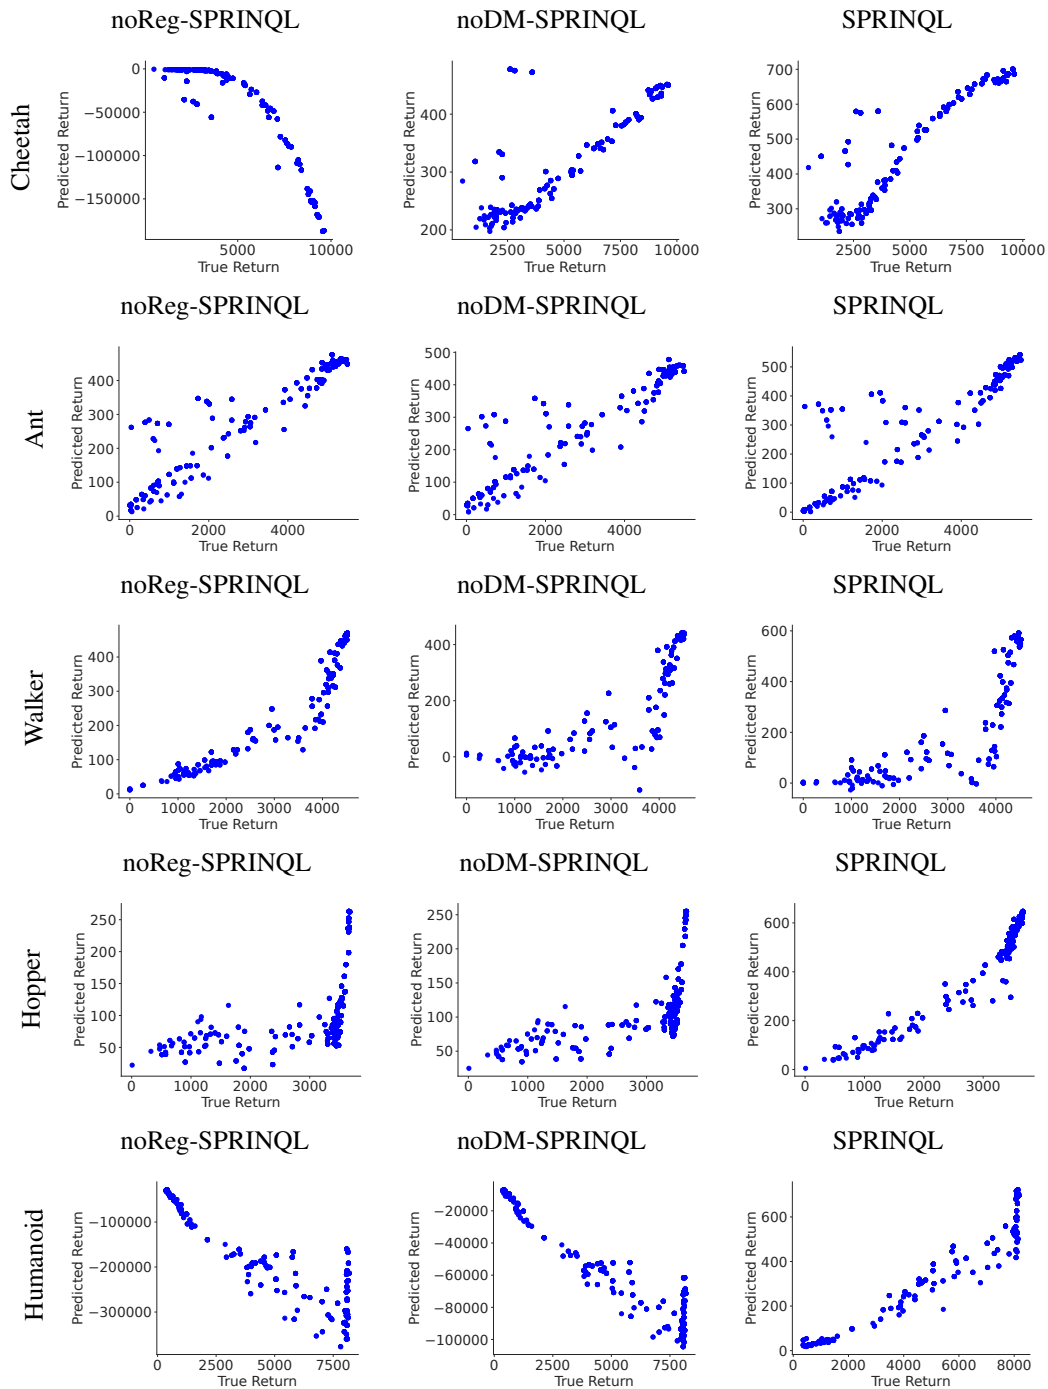 noReg-SPRINQL noDM-SPRINQL SPRINQL
Cheetah
Predicted Return
0
−50000
−100000
−150000
5000 10000
True Return
Predicted Return
400
300
200
2500 5000 7500 10000
True Return
Predicted Return
700
600
500
400
300
2500 5000 7500 10000
True Return
noReg-SPRINQL noDM-SPRINQL SPRINQL
Ant
Predicted Return
400
300
200
100
0
0 2000 4000
True Return
Predicted Return
500
400
300
200
100
0
0 2000 4000
True Return
Predicted Return
500
400
300
200
100
0
0 2000 4000
True Return
noReg-SPRINQL noDM-SPRINQL SPRINQL
Walker
Predicted Return
400
300
200
100
0
0 1000 2000 3000 4000
True Return
Predicted Return
400
200
0
0 1000 2000 3000 4000
True Return
Predicted Return
600
400
200
0
0 1000 2000 3000 4000
True Return
noReg-SPRINQL noDM-SPRINQL SPRINQL
Hopper
Predicted Return
250
200
150
100
50
0 1000 2000 3000
True Return
Predicted Return
250
200
150
100
50
0 1000 2000 3000
True Return
Predicted Return
600
400
200
0
0 1000 2000 3000
True Return
noReg-SPRINQL noDM-SPRINQL SPRINQL
Humanoid
Predicted Return
−100000
−200000
−300000
0 2500 5000 7500
True Return
Predicted Return
−20000
−40000
−60000
−80000
−100000
0 2500 5000 7500
True Return
Predicted Return
600
400
200
0
0 2000 4000 6000 8000
True Return